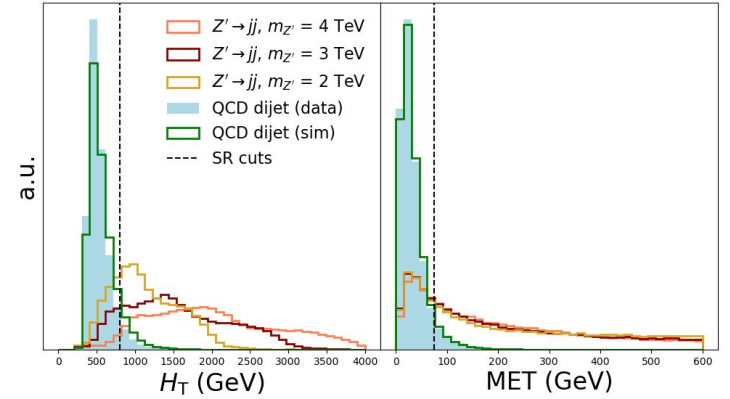 Z′ → jj, m_Z′ = 4 TeV
Z′ → jj, m_Z′ = 3 TeV
Z′ → jj, m_Z′ = 2 TeV
QCD dijet (data)
QCD dijet (sim)
SR cuts
a.u.
0 500 1000 1500 2000 2500 3000 3500 4000
0 100 200 300 400 500 600
H_T (GeV)
MET (GeV)